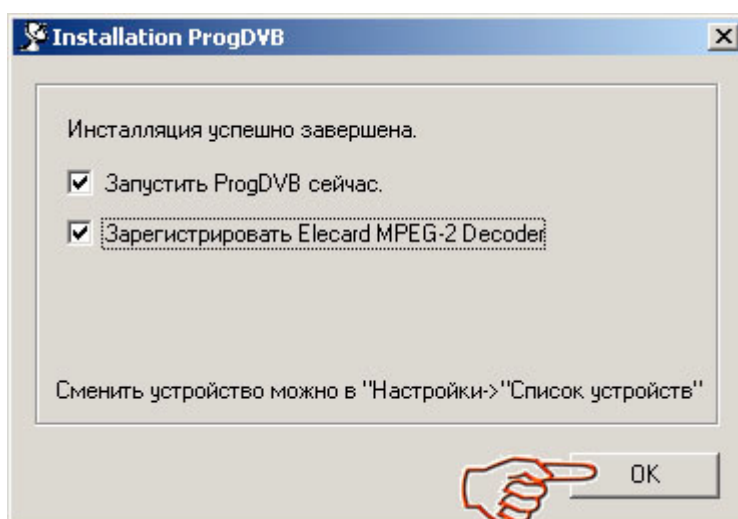 Installation ProgDVB
Инсталляция успешно завершена.
Запустить ProgDVB сейчас.
Зарегистрировать Elecard MPEG-2 Decoder
Сменить устройство можно в "Настройки->"Список устройств"
OK